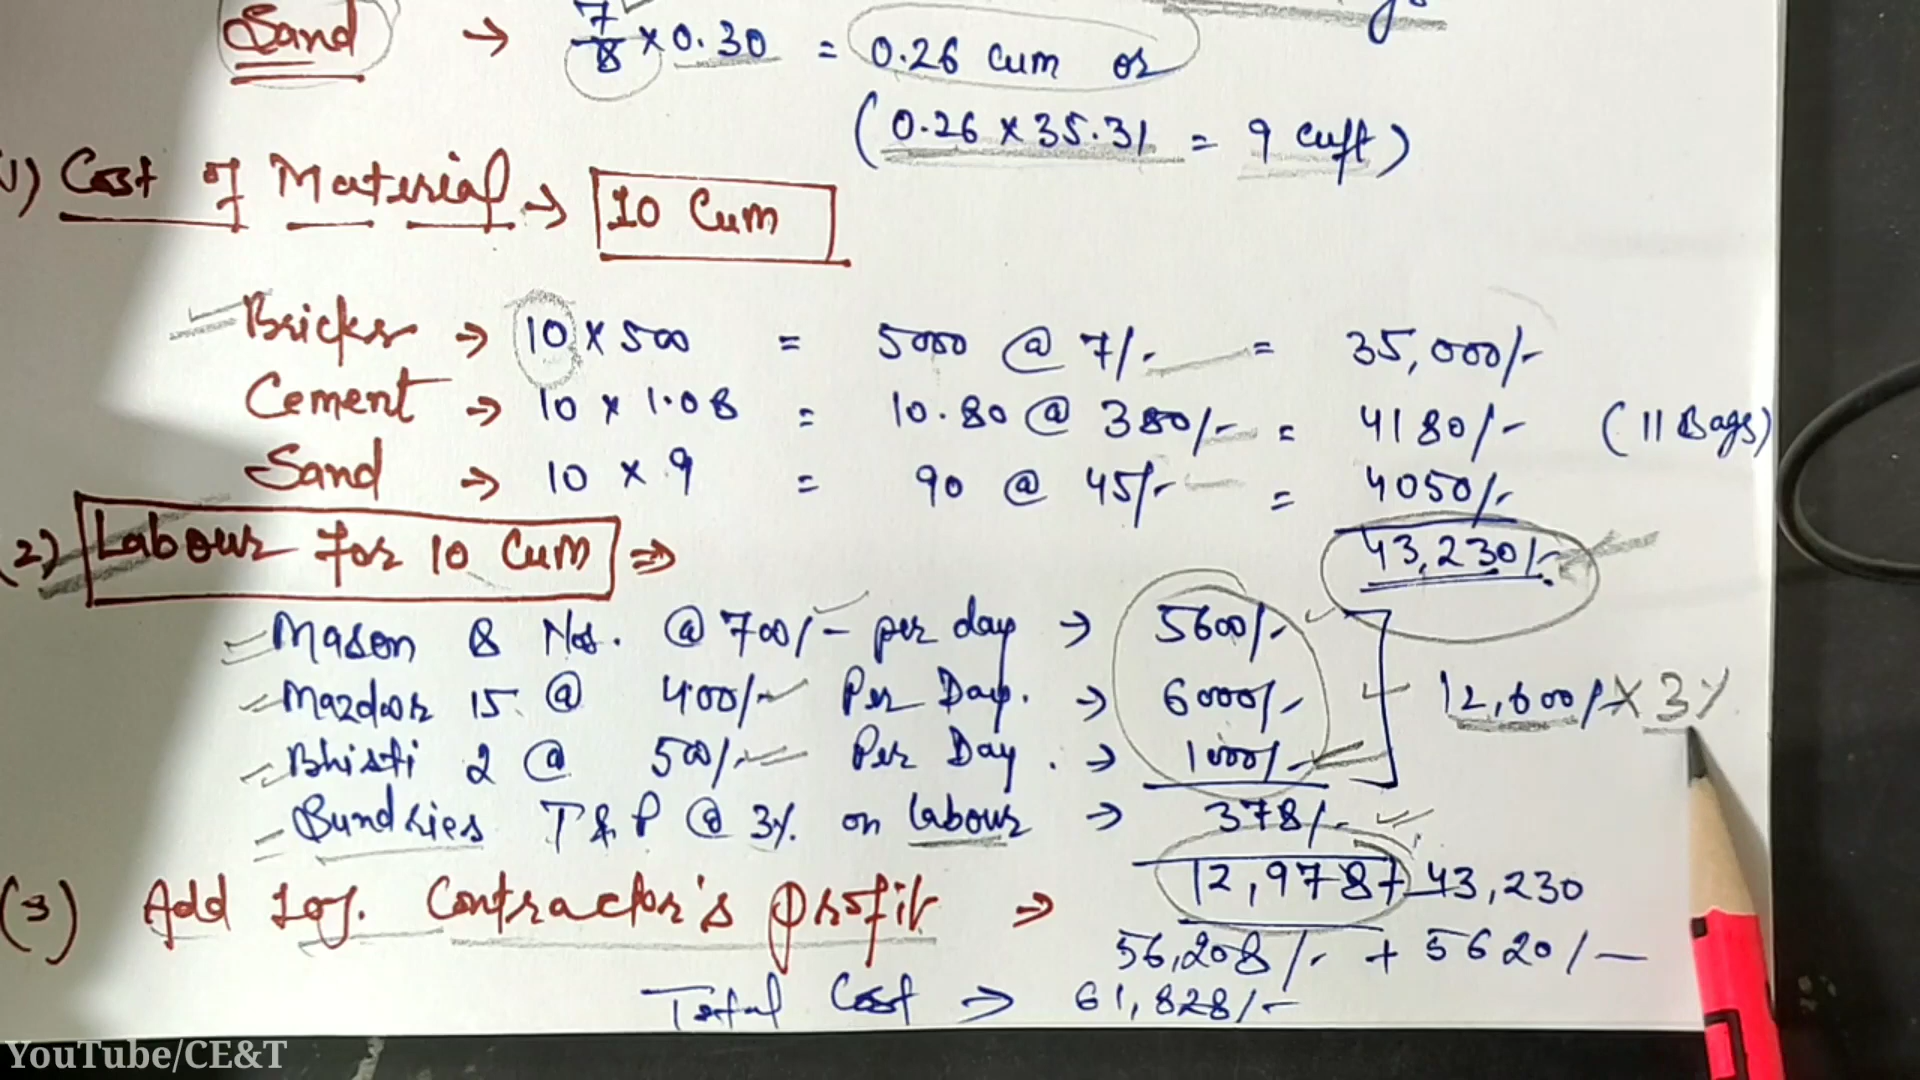 Sand → 7/8 × 0.30 = 0.26 cum or
(0.26 × 35.31 = 9 cuft)
1) Cost of Material → 10 Cum
Bricks → 10 × 500 = 5000 @ 7/- = 35,000/-
Cement → 10 × 1.08 = 10.80 @ 380/- = 4180/- (11 Bags)
Sand → 10 × 9 = 90 @ 45/- = 4050/-
43,230/-
(2) Labour for 10 Cum ⇒
Mason 8 Nos. @ 700/- per day → 5600/-
Mazdoor 15 @ 400/- Per Day. → 6000/- 12,600/- × 3%
Bhisti 2 @ 500/- Per Day. → 1000/-
Sundries T & P @ 3% on labour → 378/-
12,978 + 43,230
(3) Add 10%. Contractor's profit →
56,208/- + 5620/-
Total Cost → 61,828/-
YouTube/CE&T